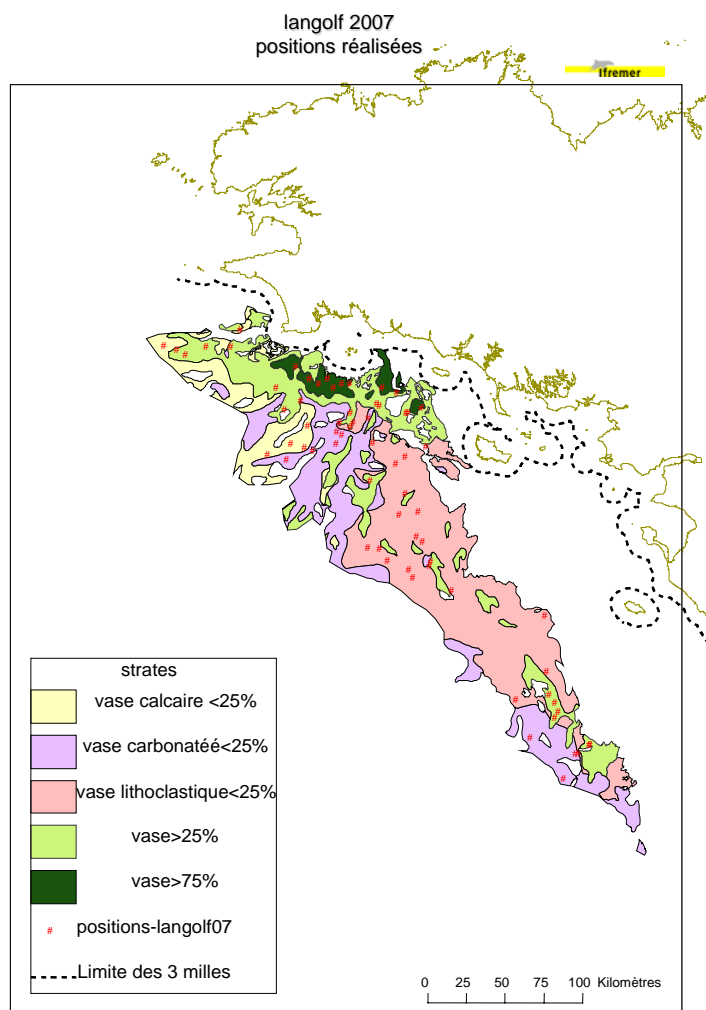 langolf 2007
positions réalisées
Ifremer
strates
vase calcaire <25%
vase carbonatéé<25%
vase lithoclastique<25%
vase>25%
vase>75%
# positions-langolf07
Limite des 3 milles
0 25 50 75 100 Kilomètres